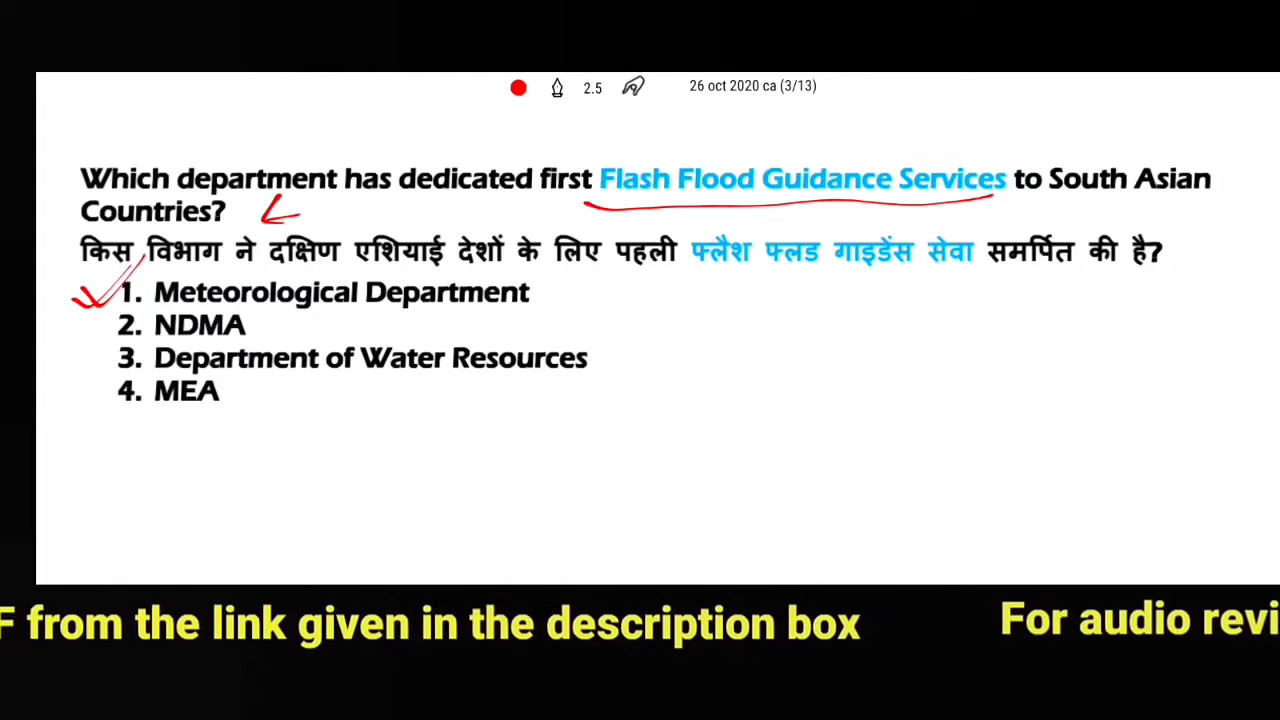 2.5 26 oct 2020 ca (3/13)
Which department has dedicated first Flash Flood Guidance Services to South Asian
Countries?
किस विभाग ने दक्षिण एशियाई देशों के लिए पहली फ्लैश फ्लड गाइडेंस सेवा समर्पित की है?
1. Meteorological Department
2. NDMA
3. Department of Water Resources
4. MEA
F from the link given in the description box For audio revi